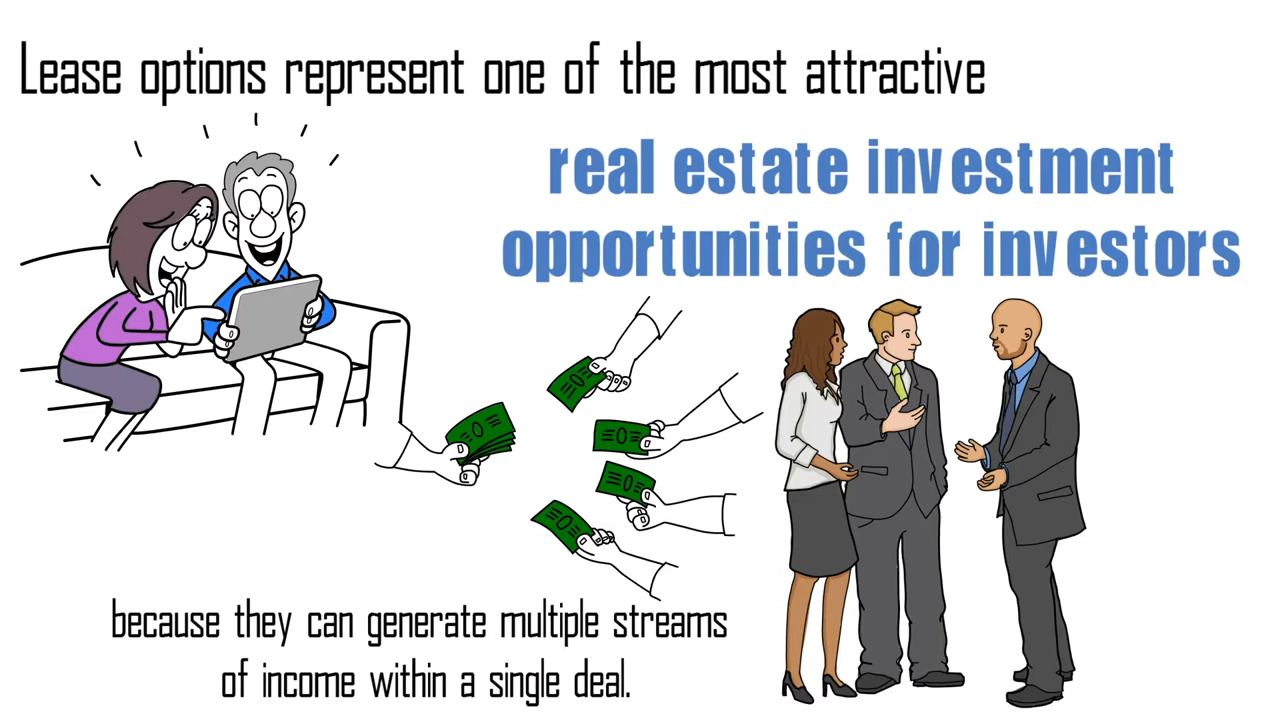 Lease options represent one of the most attractive
real estate investment
opportunities for investors
because they can generate multiple streams
of income within a single deal.